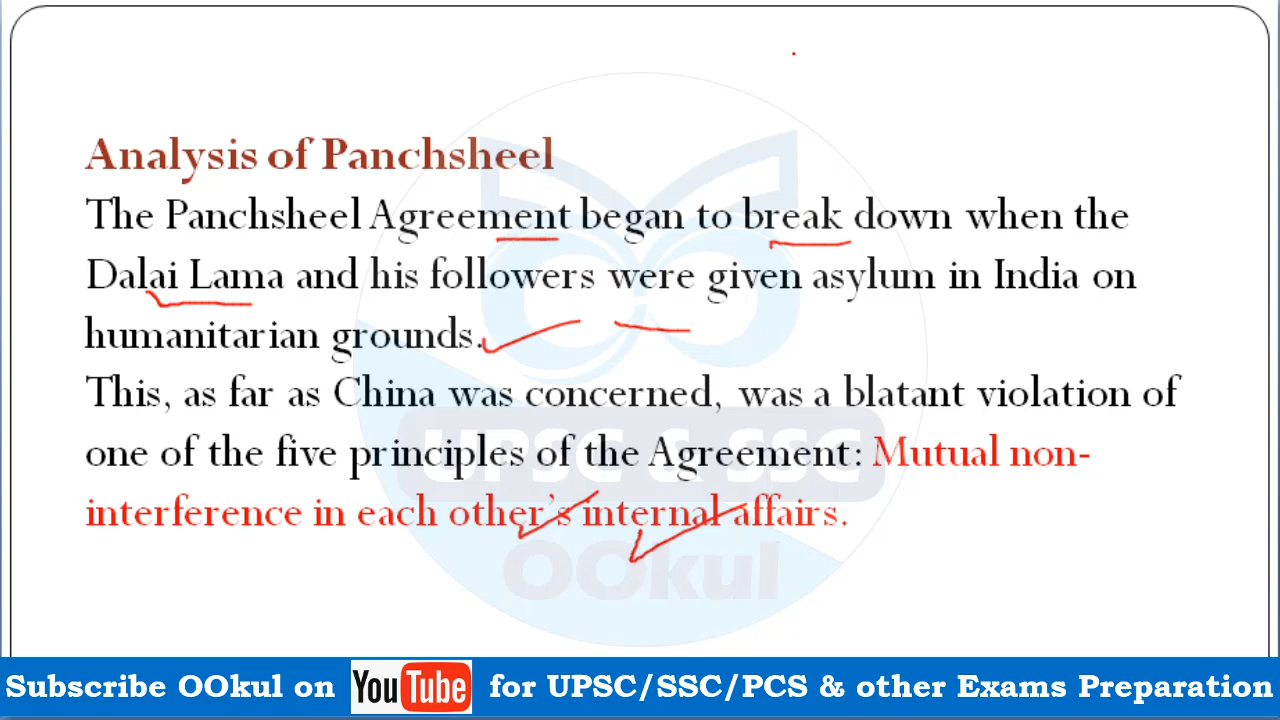 Analysis of Panchsheel
The Panchsheel Agreement began to break down when the
Dalai Lama and his followers were given asylum in India on
humanitarian grounds.
This, as far as China was concerned, was a blatant violation of
one of the five principles of the Agreement: Mutual non-
interference in each other's internal affairs.
UPSC & SSC
OOkul
Subscribe OOkul on YouTube for UPSC/SSC/PCS & other Exams Preparation